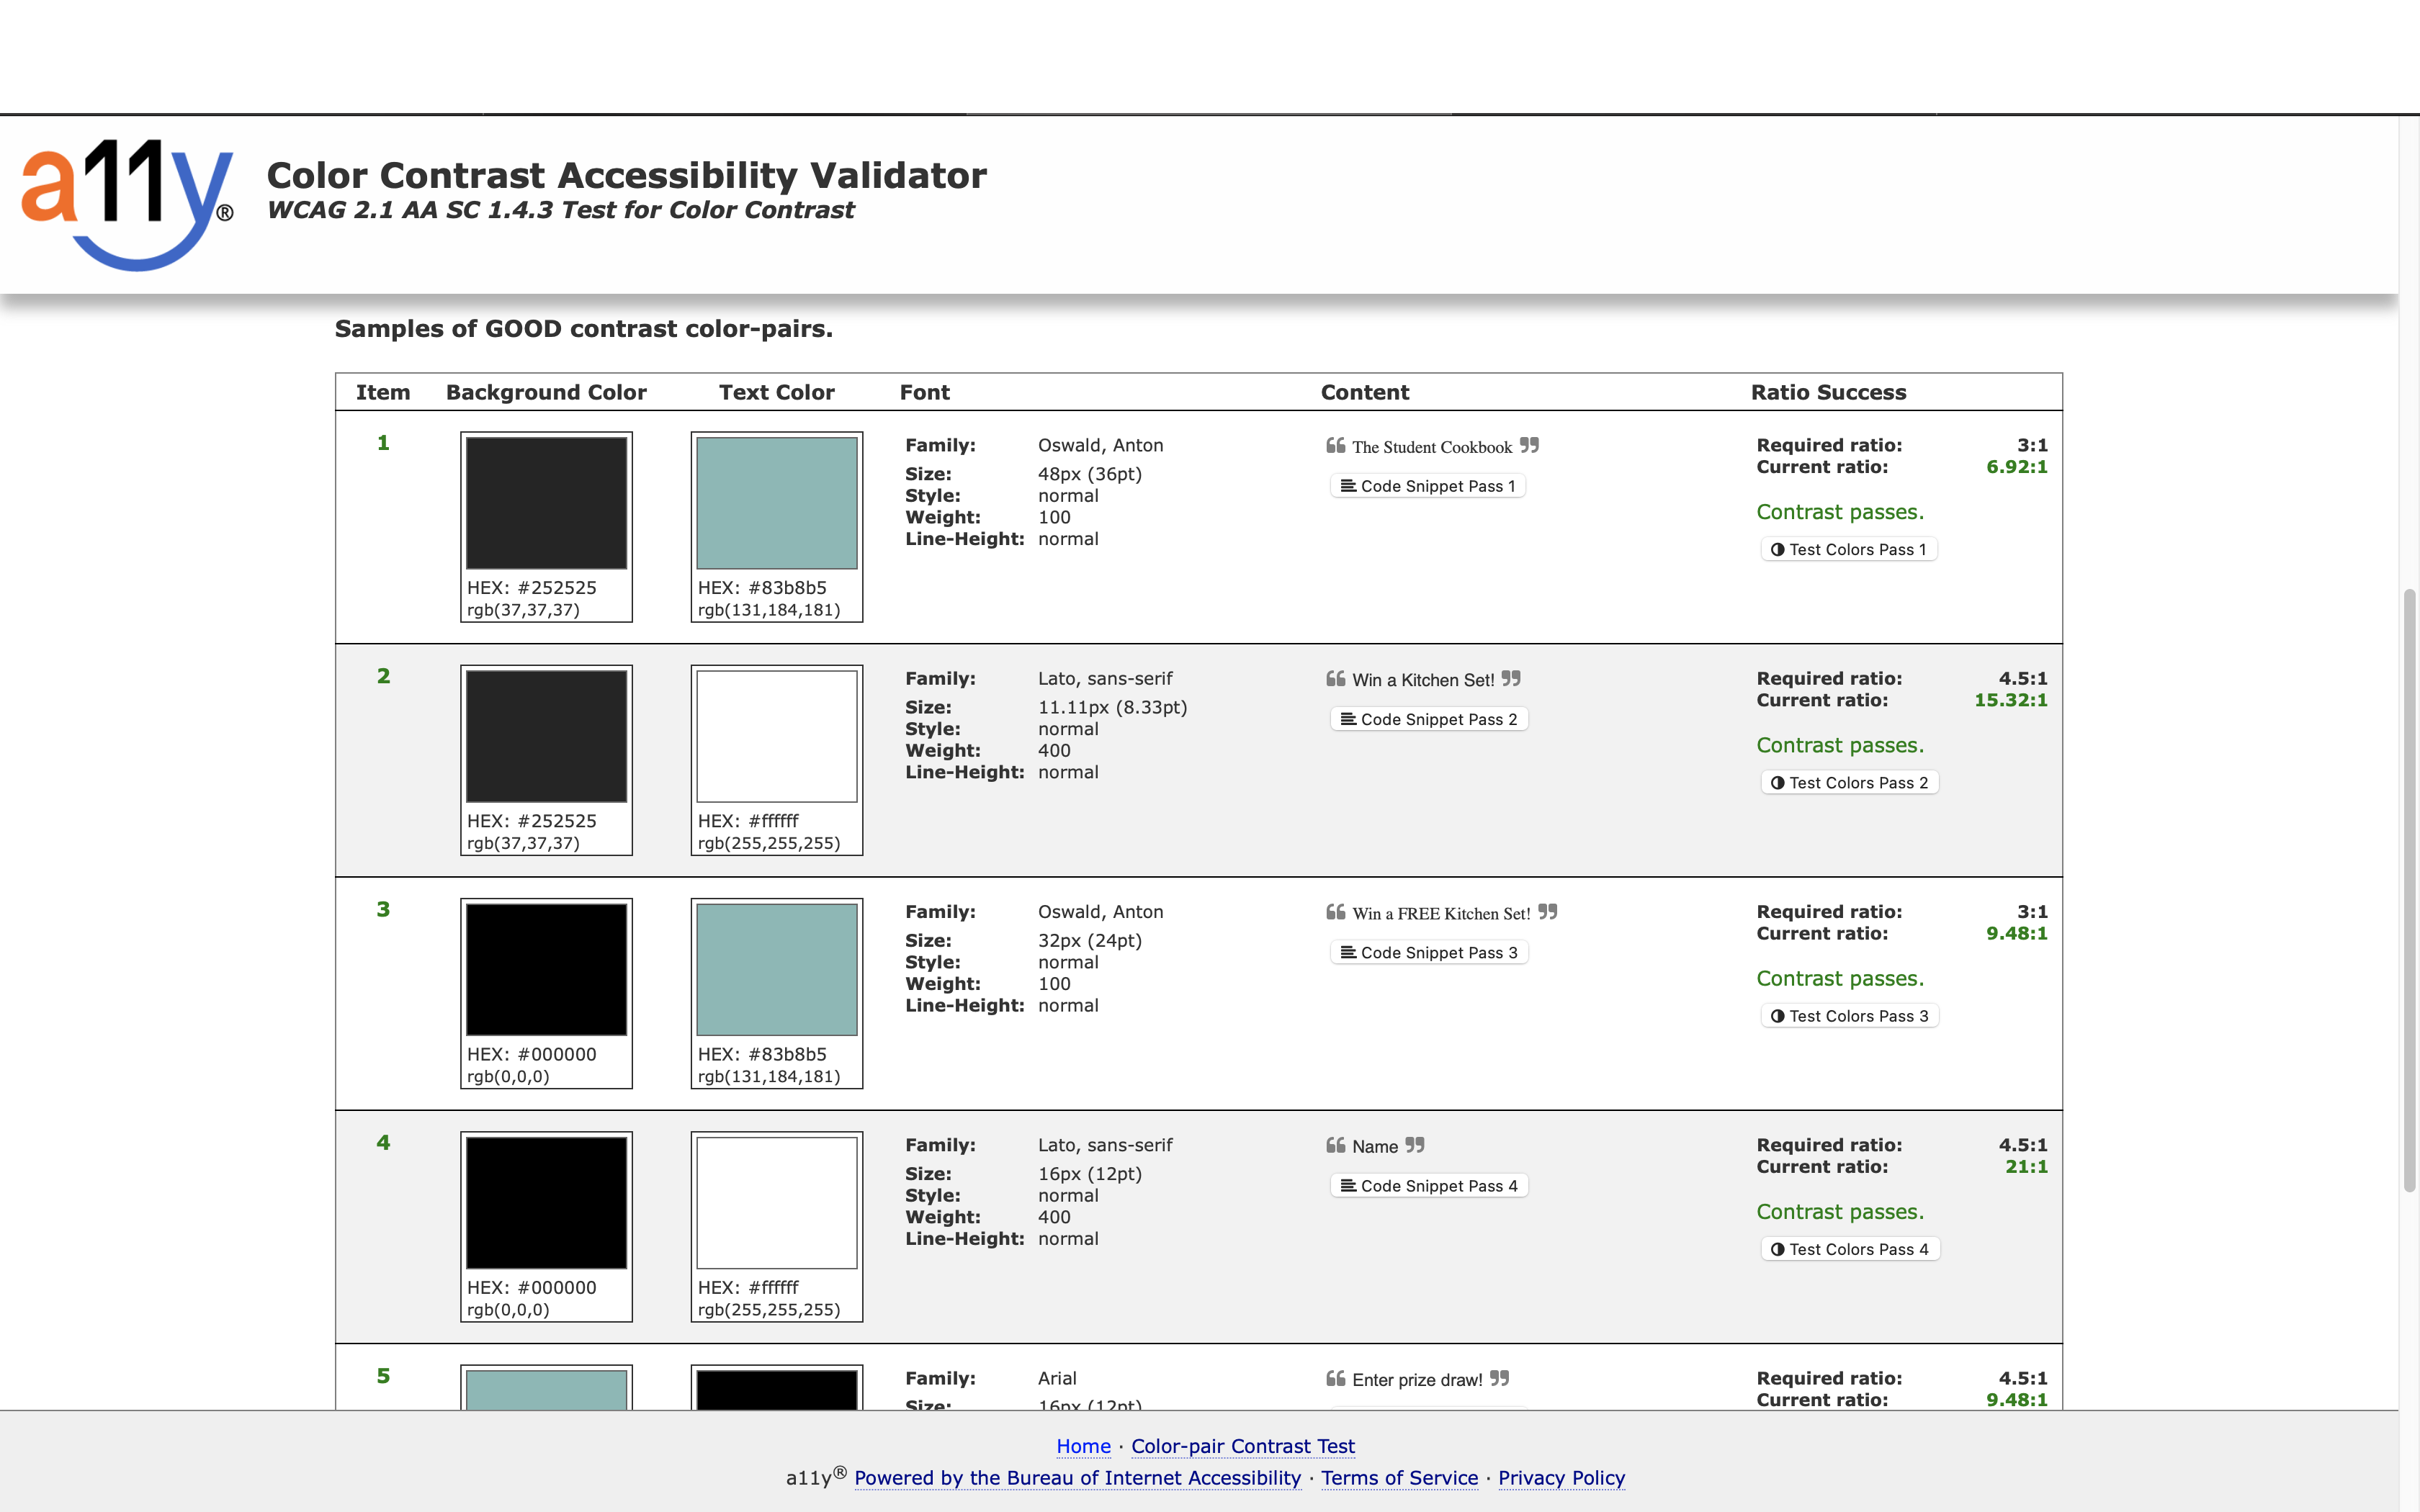 a11y®
Color Contrast Accessibility Validator
WCAG 2.1 AA SC 1.4.3 Test for Color Contrast
Samples of GOOD contrast color-pairs.
Item Background Color Text Color Font Content Ratio Success
1
HEX: #252525
rgb(37,37,37)
HEX: #83b8b5
rgb(131,184,181)
Family: Oswald, Anton
Size: 48px (36pt)
Style: normal
Weight: 100
Line-Height: normal
❝ The Student Cookbook ❞
Code Snippet Pass 1
Required ratio: 3:1
Current ratio: 6.92:1
Contrast passes.
Test Colors Pass 1
2
HEX: #252525
rgb(37,37,37)
HEX: #ffffff
rgb(255,255,255)
Family: Lato, sans-serif
Size: 11.11px (8.33pt)
Style: normal
Weight: 400
Line-Height: normal
❝ Win a Kitchen Set! ❞
Code Snippet Pass 2
Required ratio: 4.5:1
Current ratio: 15.32:1
Contrast passes.
Test Colors Pass 2
3
HEX: #000000
rgb(0,0,0)
HEX: #83b8b5
rgb(131,184,181)
Family: Oswald, Anton
Size: 32px (24pt)
Style: normal
Weight: 100
Line-Height: normal
❝ Win a FREE Kitchen Set! ❞
Code Snippet Pass 3
Required ratio: 3:1
Current ratio: 9.48:1
Contrast passes.
Test Colors Pass 3
4
HEX: #000000
rgb(0,0,0)
HEX: #ffffff
rgb(255,255,255)
Family: Lato, sans-serif
Size: 16px (12pt)
Style: normal
Weight: 400
Line-Height: normal
❝ Name ❞
Code Snippet Pass 4
Required ratio: 4.5:1
Current ratio: 21:1
Contrast passes.
Test Colors Pass 4
5
Family: Arial
Size: 16px (12pt)
❝ Enter prize draw! ❞
Required ratio: 4.5:1
Current ratio: 9.48:1
Home · Color-pair Contrast Test
a11y® Powered by the Bureau of Internet Accessibility · Terms of Service · Privacy Policy